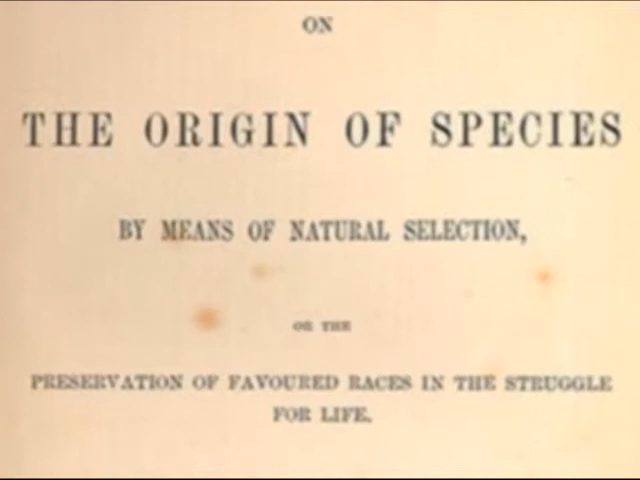 ON
THE ORIGIN OF SPECIES
BY MEANS OF NATURAL SELECTION,
OR THE
PRESERVATION OF FAVOURED RACES IN THE STRUGGLE
FOR LIFE.